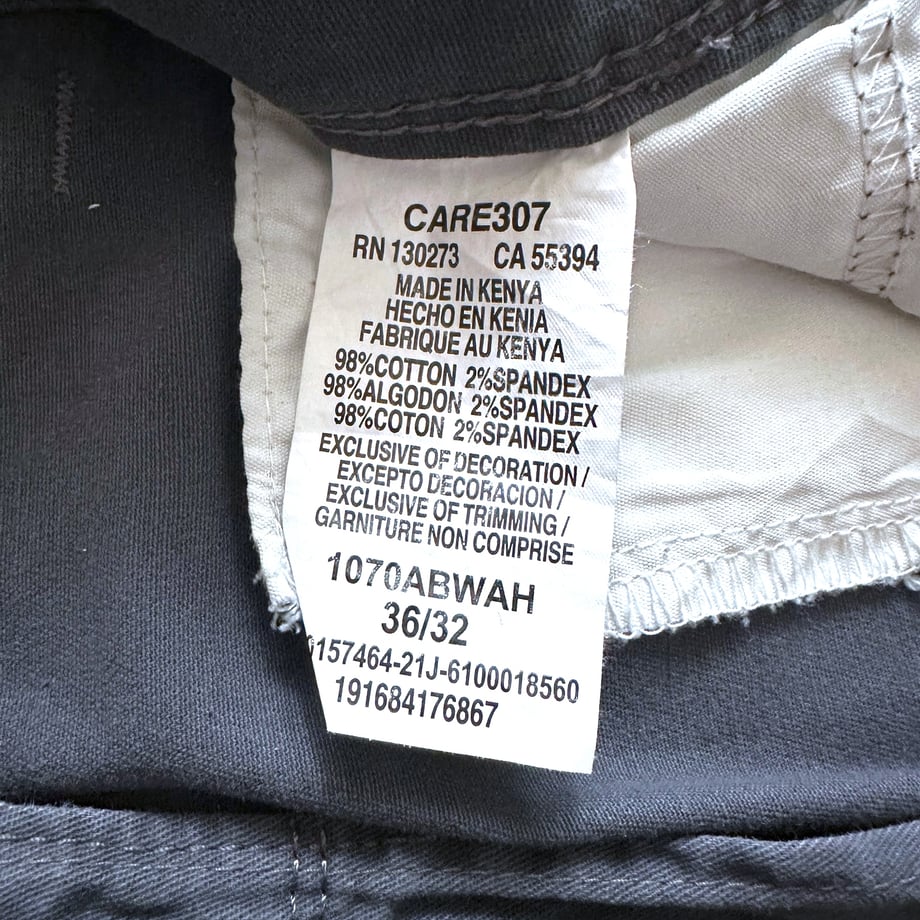 CARE307
RN 130273 CA 55394
MADE IN KENYA
HECHO EN KENIA
FABRIQUE AU KENYA
98%COTTON 2%SPANDEX
98%ALGODON 2%SPANDEX
98%COTON 2%SPANDEX
EXCLUSIVE OF DECORATION /
EXCEPTO DECORACION /
EXCLUSIVE OF TRIMMING /
GARNITURE NON COMPRISE
1070ABWAH
36/32
157464-21J-6100018560
191684176867